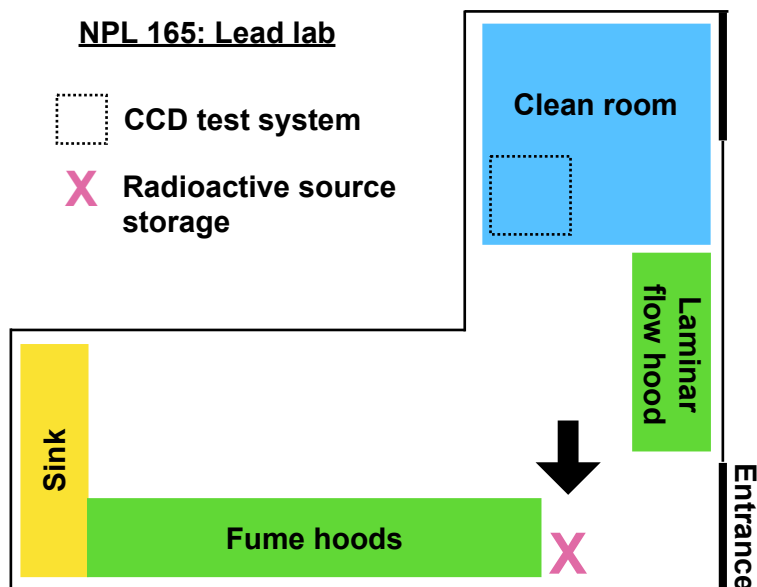 NPL 165: Lead lab
CCD test system
X
Radioactive source
storage
Clean room
Laminar
flow hood
Sink
Fume hoods
X
Entrance